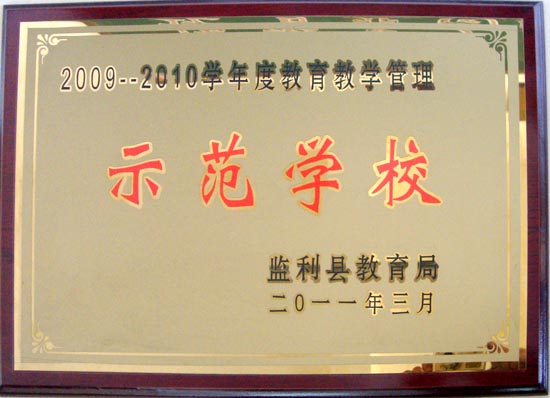 2009--2010学年度教育教学管理
示范学校
监利县教育局
二〇一一年三月